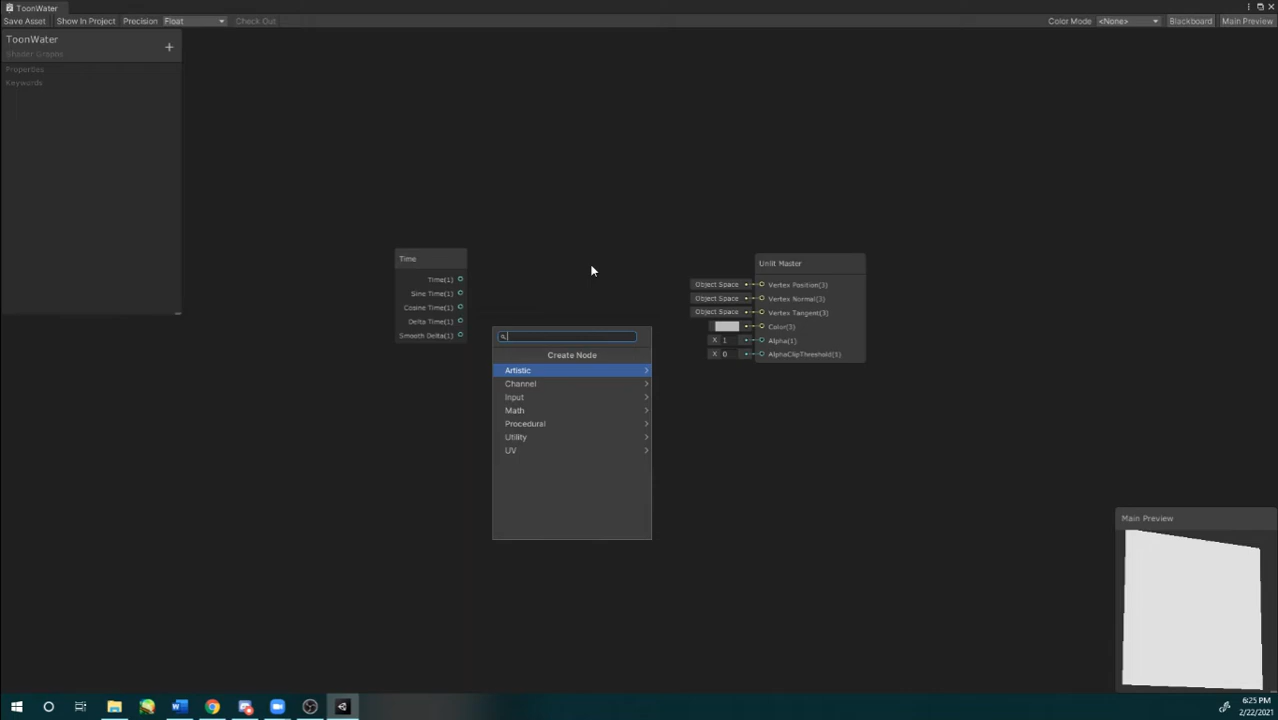 ToonWater
Save Asset Show In Project Precision Float Check Out Color Mode <None> Blackboard Main Preview
ToonWater
Shader Graphs
Properties
Keywords
Time
Time(1)
Sine Time(1)
Cosine Time(1)
Delta Time(1)
Smooth Delta(1)
Create Node
Artistic
Channel
Input
Math
Procedural
Utility
UV
Unlit Master
Object Space Vertex Position(3)
Object Space Vertex Normal(3)
Object Space Vertex Tangent(3)
Color(3)
X 1 Alpha(1)
X 0 AlphaClipThreshold(1)
Main Preview
6:25 PM
2/22/2021